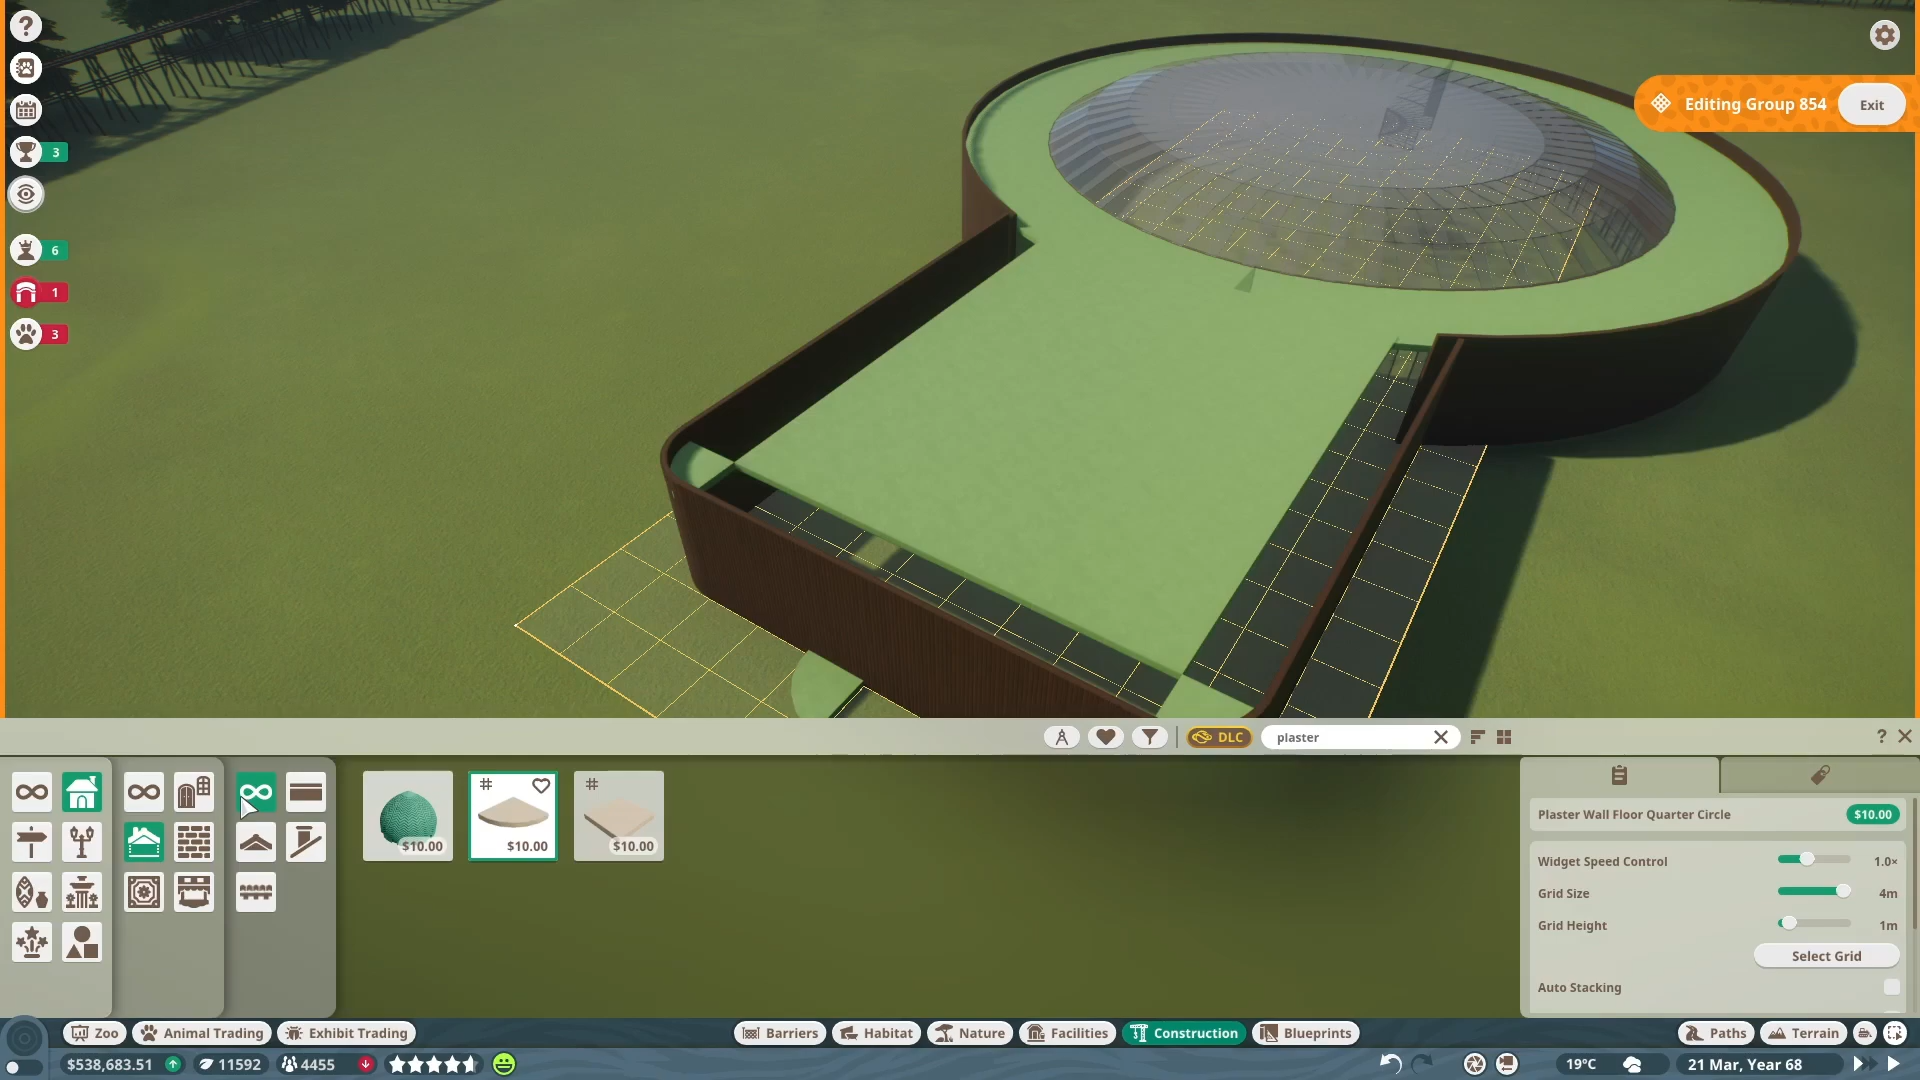 ?
3
6
1
3
Editing Group 854
Exit
DLC
plaster
?
$10.00
$10.00
$10.00
Plaster Wall Floor Quarter Circle
$10.00
Widget Speed Control
1.0×
Grid Size
4m
Grid Height
1m
Select Grid
Auto Stacking
Zoo
Animal Trading
Exhibit Trading
Barriers
Habitat
Nature
Facilities
Construction
Blueprints
Paths
Terrain
$538,683.51
11592
4455
19°C
21 Mar, Year 68